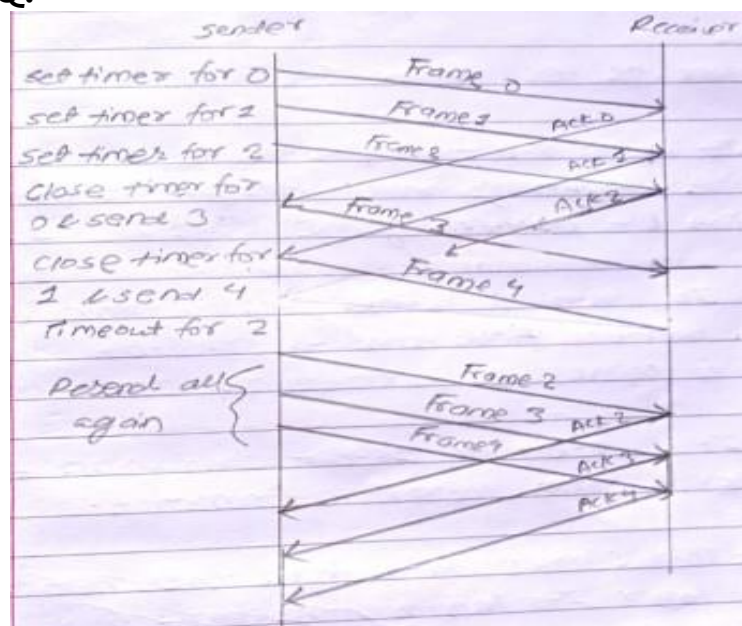 sender
Receivir
set timer for 0
Frame 0
set timer for 1
Frame 1
Ack 0
set timer for 2
Frame 2
Ack 1
Close timer for
0 & send 3
Frame 3
Ack 2
close timer for
1 & send 4
Frame 4
Timeout for 2
Resend all
again
Frame 2
Frame 3
Ack 2
Frame 4
Ack 3
Ack 4